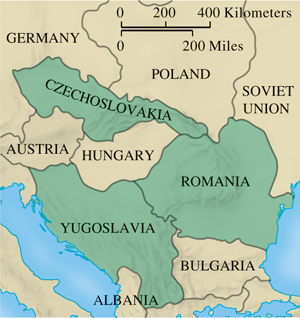 0 200 400 Kilometers
0 200 Miles
GERMANY
POLAND
SOVIET
UNION
CZECHOSLOVAKIA
AUSTRIA
HUNGARY
ROMANIA
YUGOSLAVIA
BULGARIA
ALBANIA